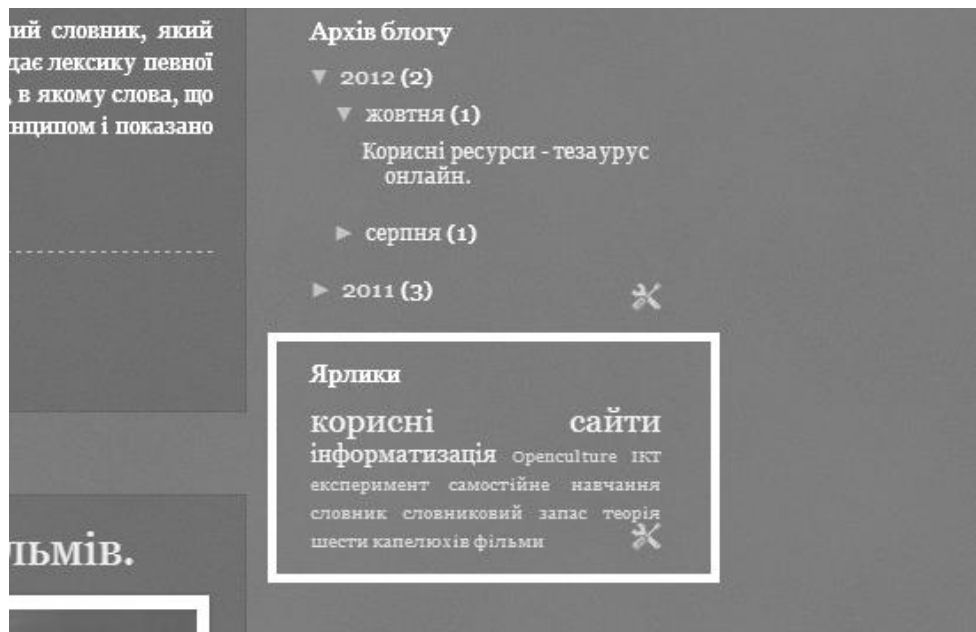 ний словник, який
дає лексику певної
, в якому слова, що
нципом і показано
льмів.
Архів блогу
▼ 2012 (2)
▼ жовтня (1)
Корисні ресурси - тезаурус
онлайн.
► серпня (1)
► 2011 (3)
Ярлики
корисні сайти
інформатизація Openculture ІКТ
експеримент самостійне навчання
словник словниковий запас теорія
шести капелюхів фільми